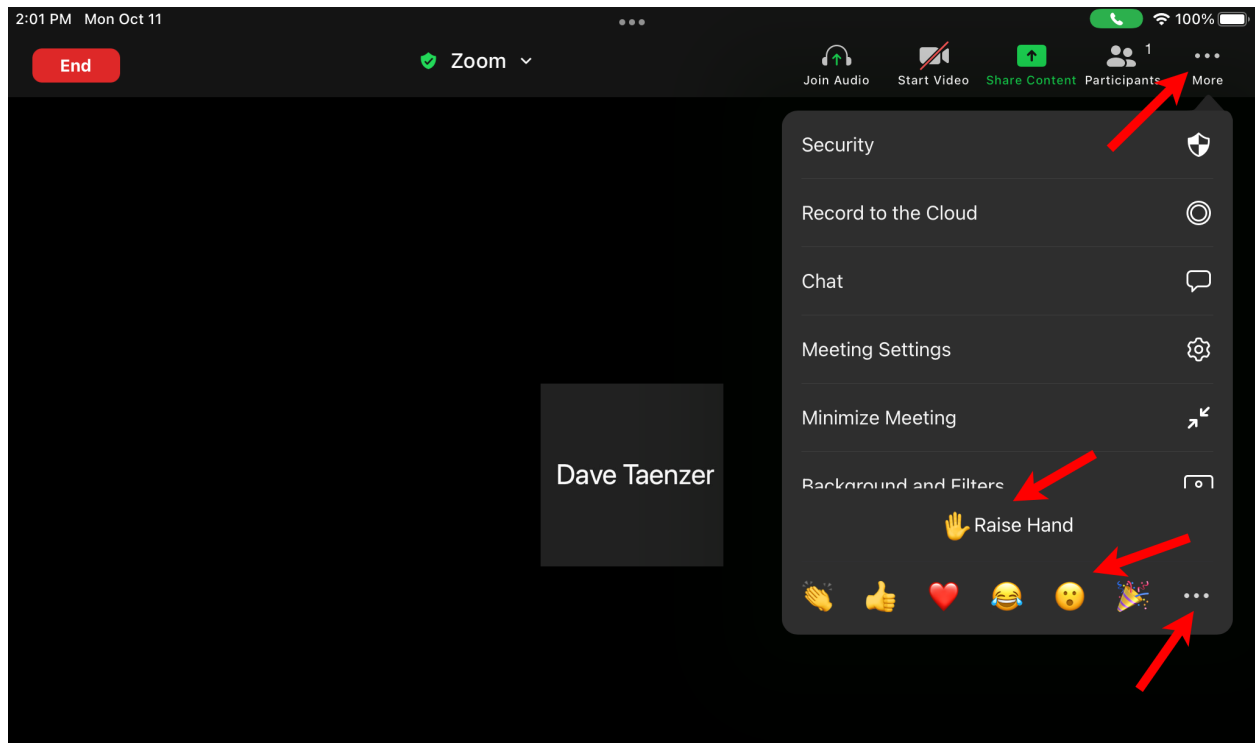 2:01 PM Mon Oct 11
100%
End
Zoom
Join Audio
Start Video
Share Content
Participants
1
More
Security
Record to the Cloud
Chat
Meeting Settings
Minimize Meeting
Background and Filters
Raise Hand
Dave Taenzer